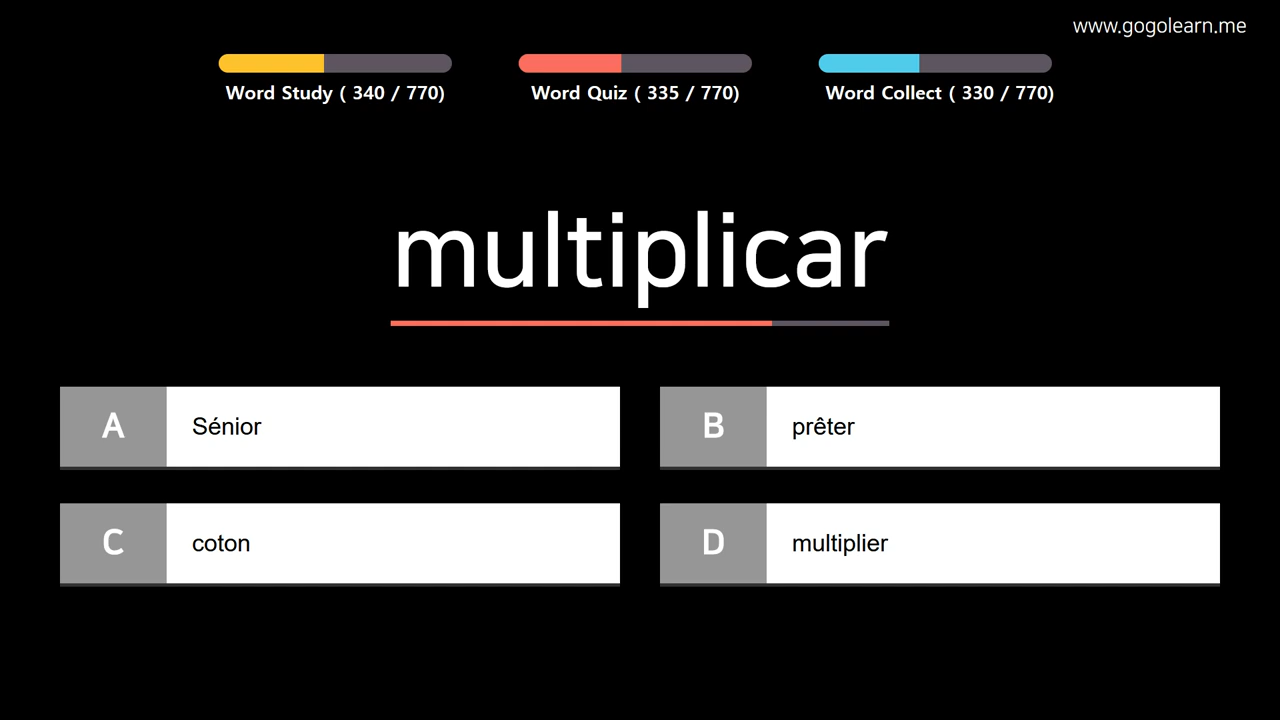 www.gogolearn.me
Word Study ( 340 / 770)
Word Quiz ( 335 / 770)
Word Collect ( 330 / 770)
multiplicar
A Sénior
B prêter
C coton
D multiplier